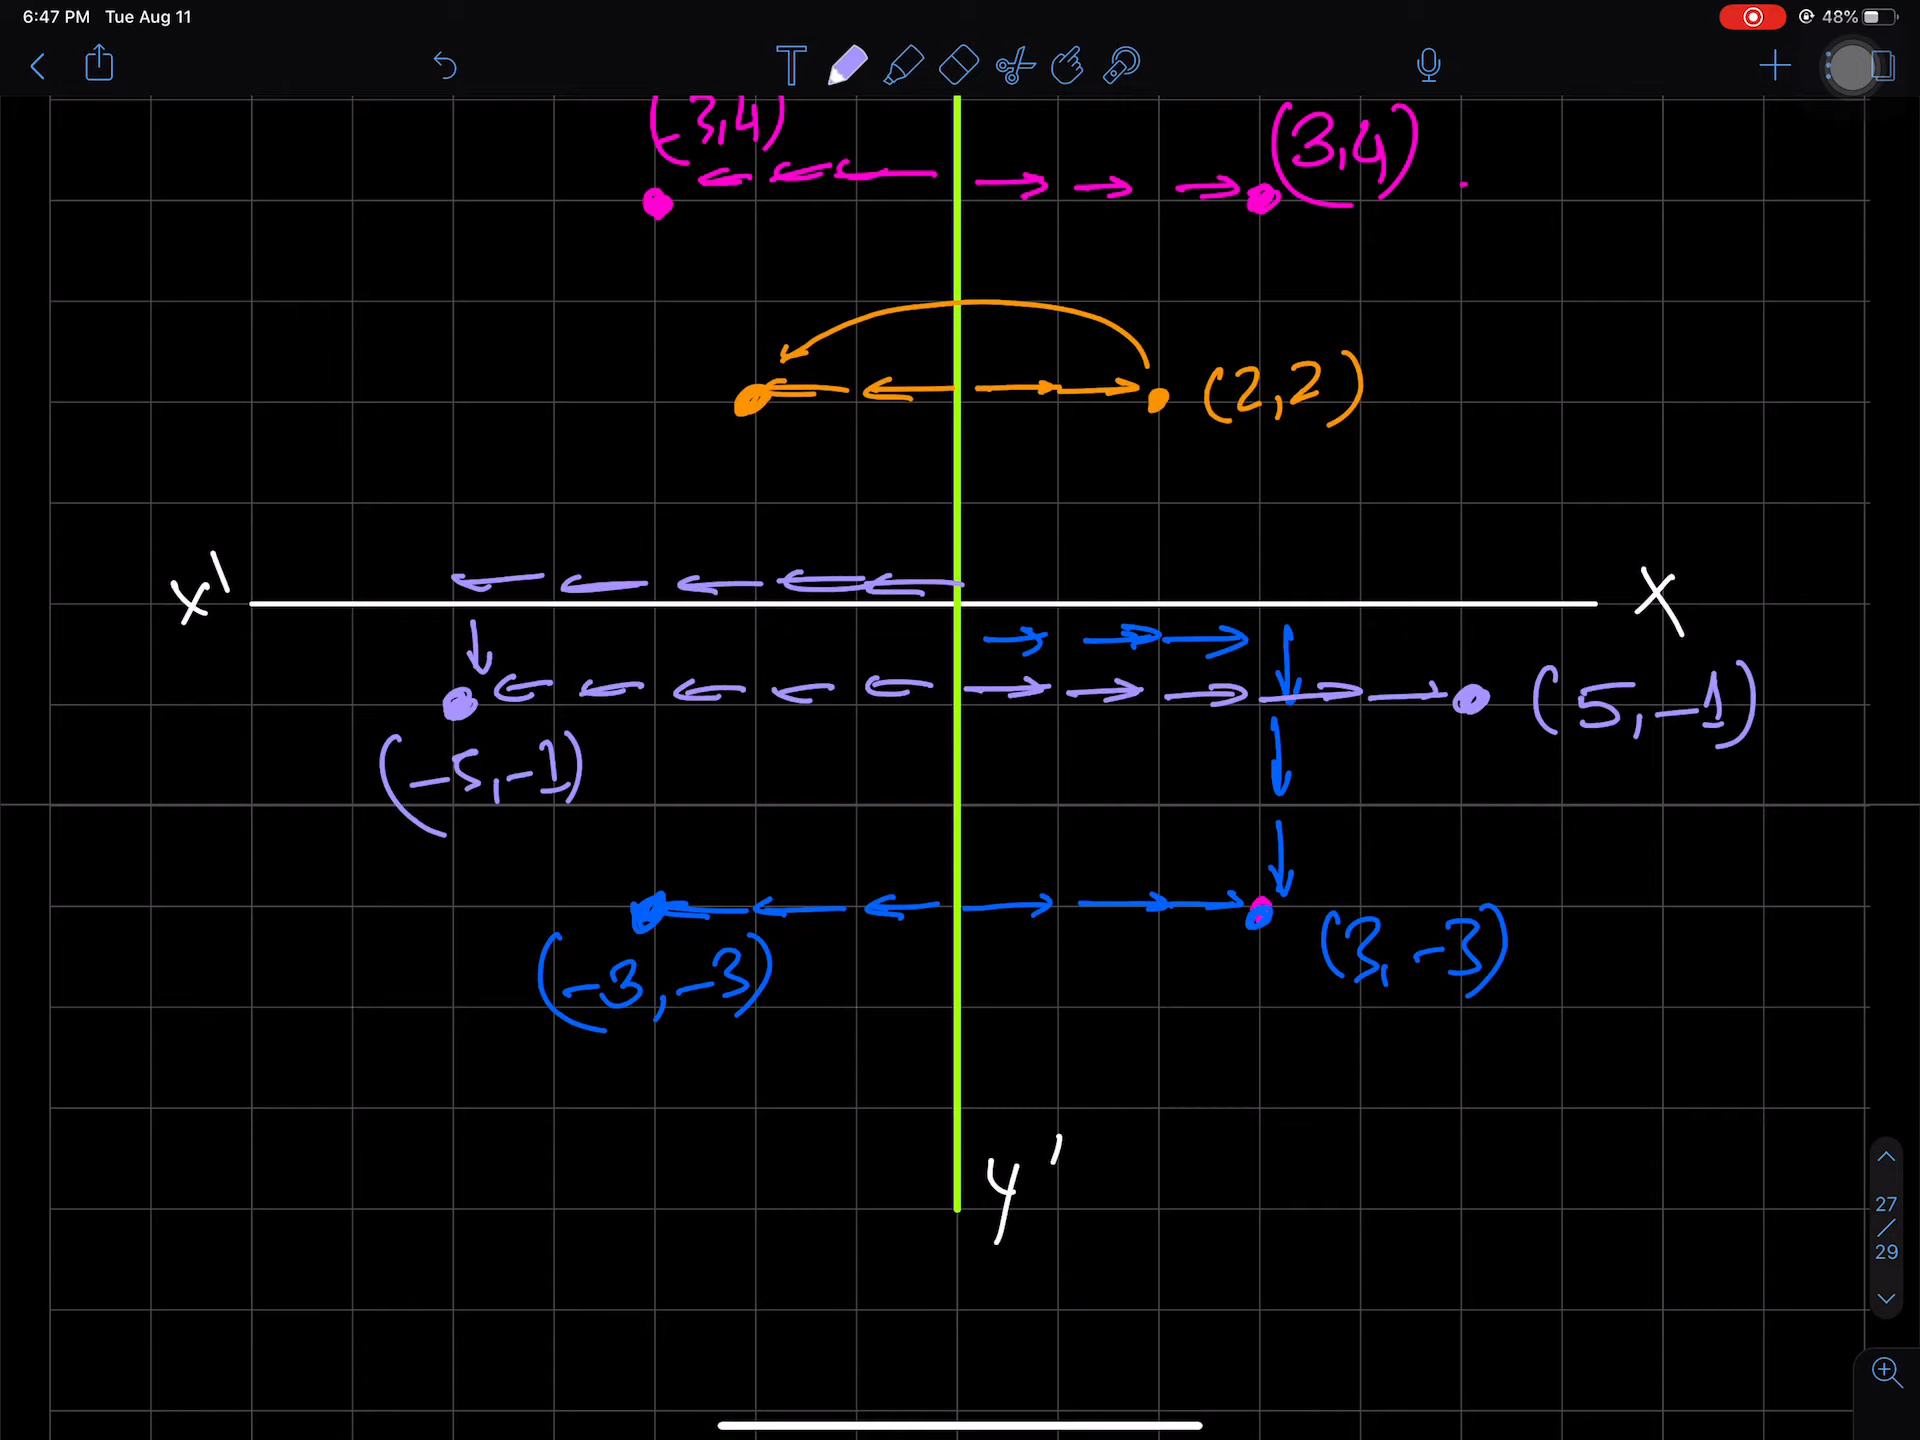 6:47 PM Tue Aug 11
48%
T
(-3,4)
(3,4)
(2,2)
x'
x
(5,-1)
(-5,-1)
(3,-3)
(-3,-3)
y'
27
/
29